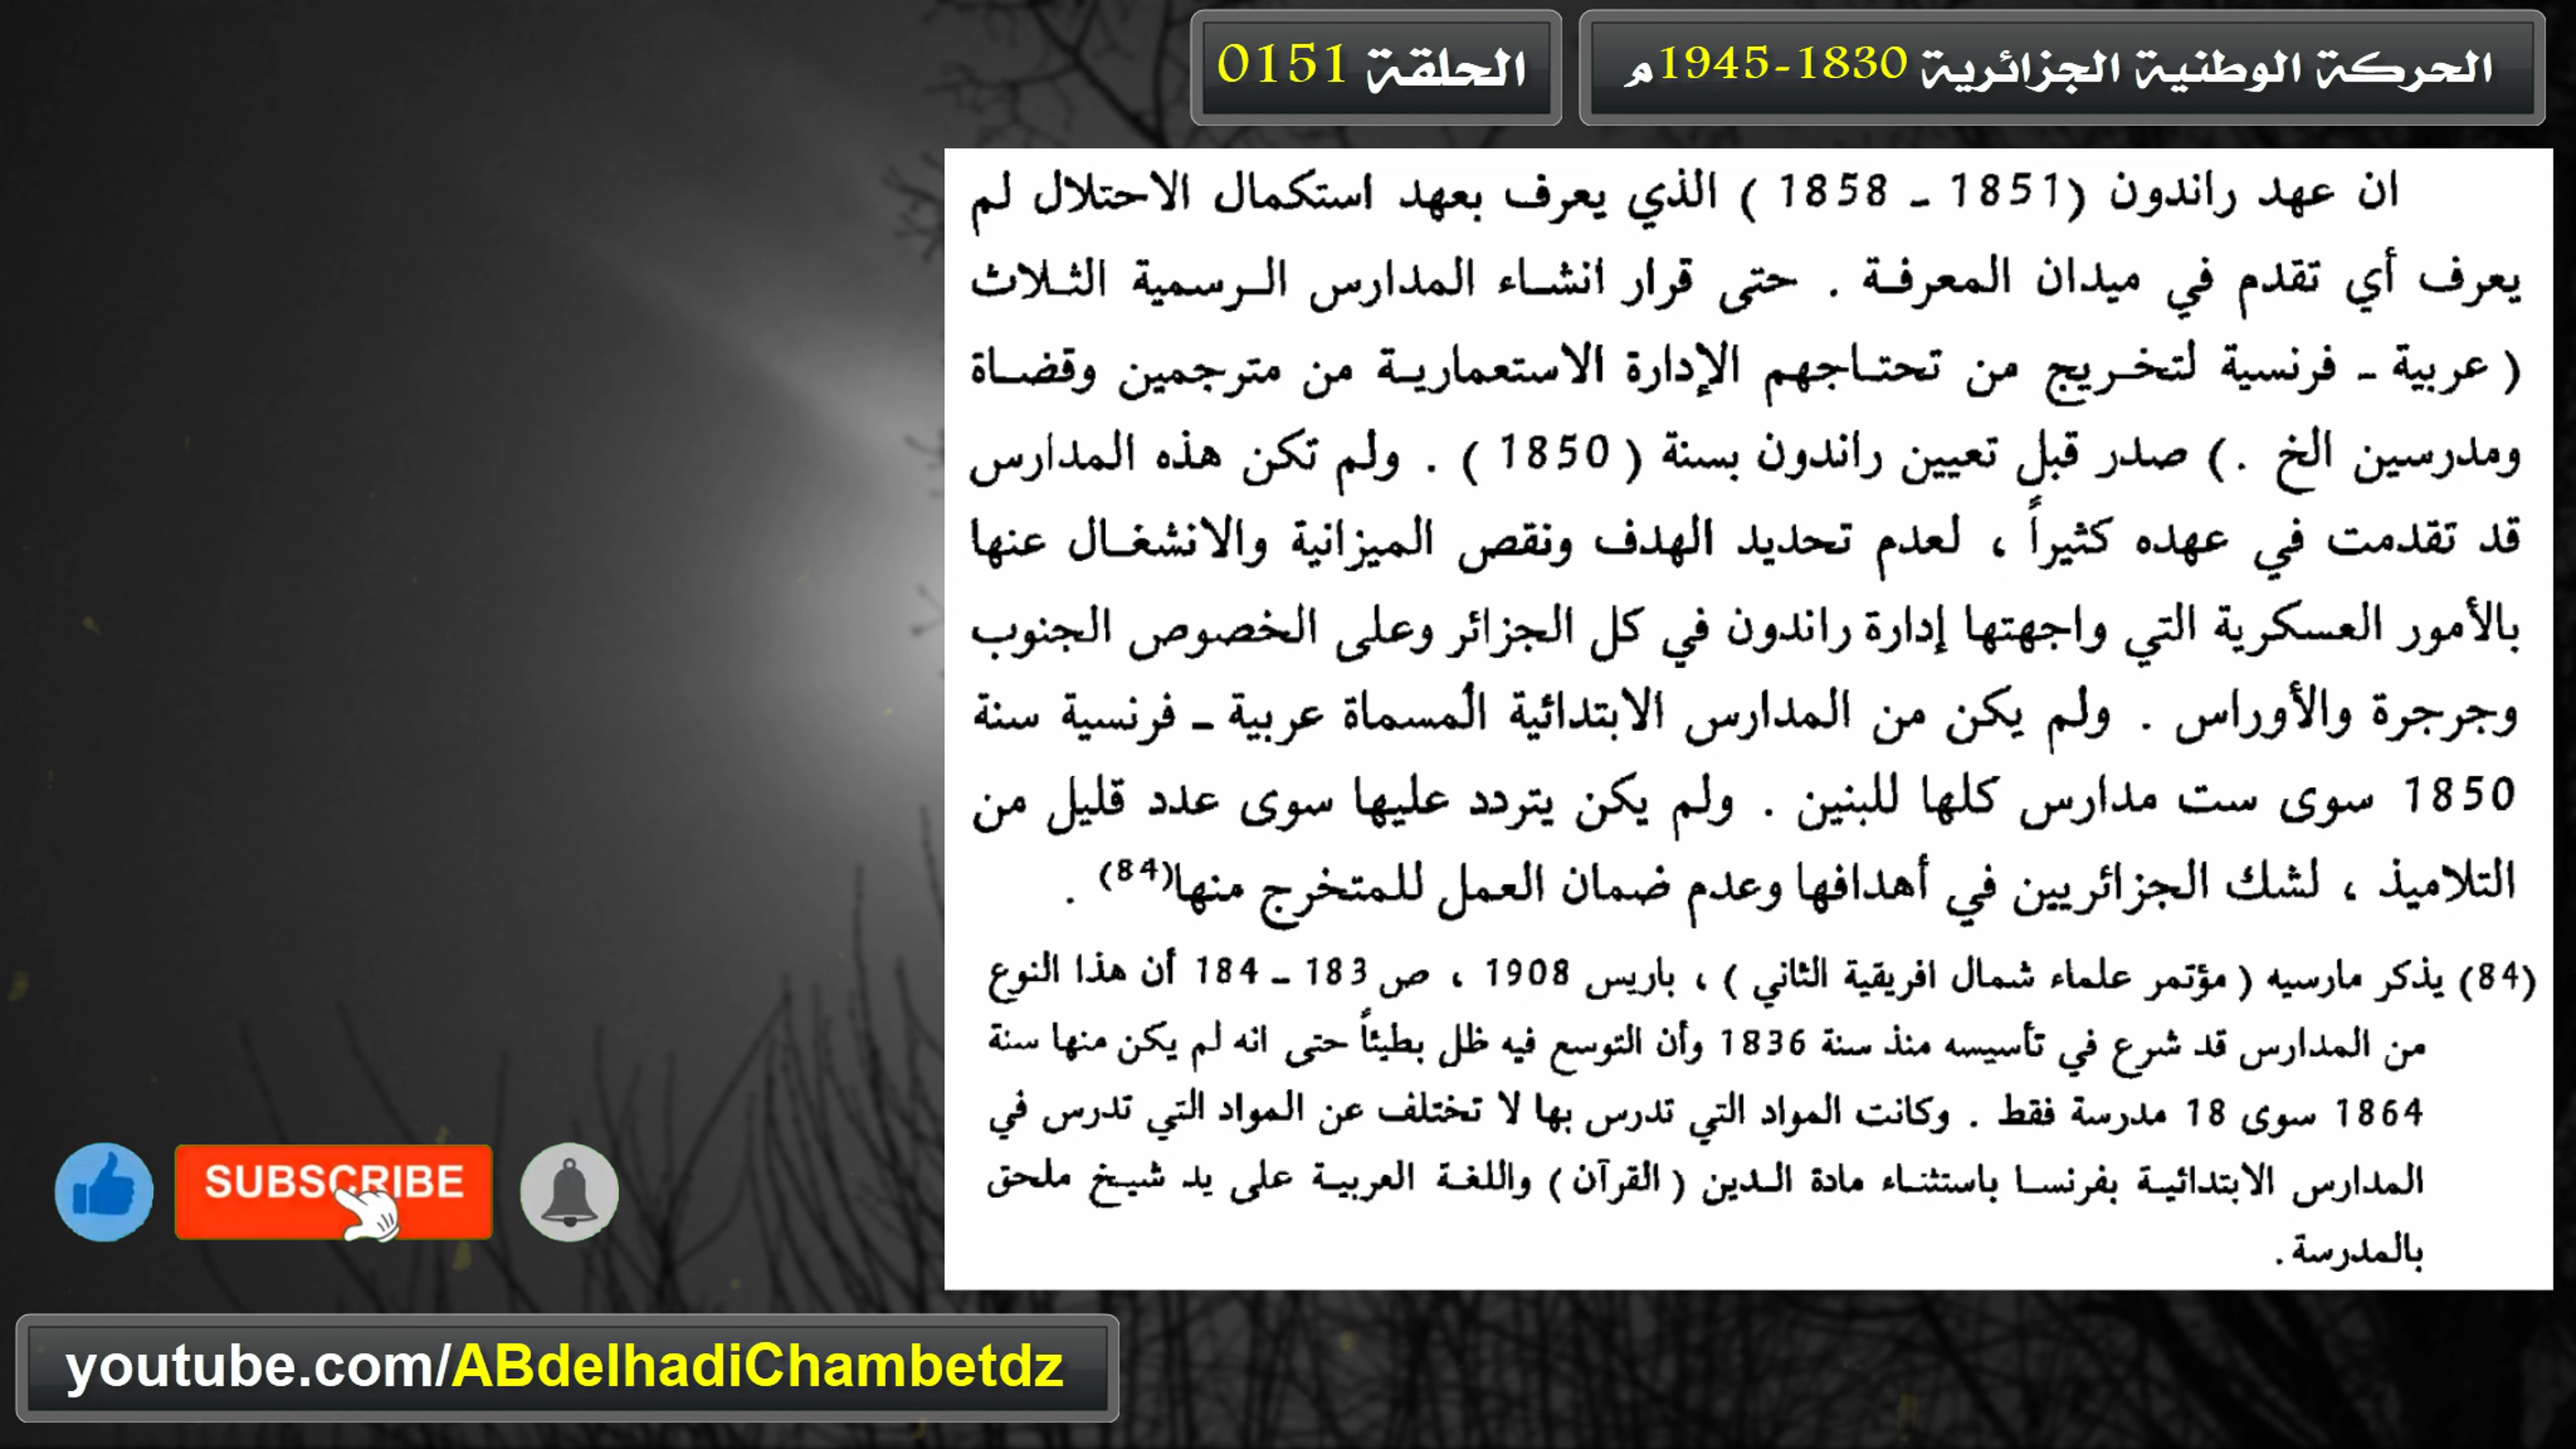 الحركة الوطنية الجزائرية 1830-1945م
الحلقة 0151
ان عهد راندون (1851 ـ 1858 ) الذي يعرف بعهد استكمال الاحتلال لم
يعرف أي تقدم في ميدان المعرفة . حتى قرار انشاء المدارس الرسمية الثلاث
( عربية ـ فرنسية لتخريج من تحتاجهم الإدارة الاستعمارية من مترجمين وقضاة
ومدرسين الخ .) صدر قبل تعيين راندون بسنة ( 1850 ) . ولم تكن هذه المدارس
قد تقدمت في عهده كثيراً ، لعدم تحديد الهدف ونقص الميزانية والانشغال عنها
بالأمور العسكرية التي واجهتها إدارة راندون في كل الجزائر وعلى الخصوص الجنوب
وجرجرة والأوراس . ولم يكن من المدارس الابتدائية المسماة عربية ـ فرنسية سنة
1850 سوى ست مدارس كلها للبنين . ولم يكن يتردد عليها سوى عدد قليل من
التلاميذ ، لشك الجزائريين في أهدافها وعدم ضمان العمل للمتخرج منها(84) .
(84) يذكر مارسيه ( مؤتمر علماء شمال افريقية الثاني ) ، باريس 1908 ، ص 183 ـ 184 أن هذا النوع
من المدارس قد شرع في تأسيسه منذ سنة 1836 وأن التوسع فيه ظل بطيئاً حتى انه لم يكن منها سنة
1864 سوى 18 مدرسة فقط . وكانت المواد التي تدرس بها لا تختلف عن المواد التي تدرس في
المدارس الابتدائية بفرنسا باستثناء مادة الدين ( القرآن ) واللغة العربية على يد شيخ ملحق
بالمدرسة .
SUBSCRIBE
youtube.com/ABdelhadiChambetdz